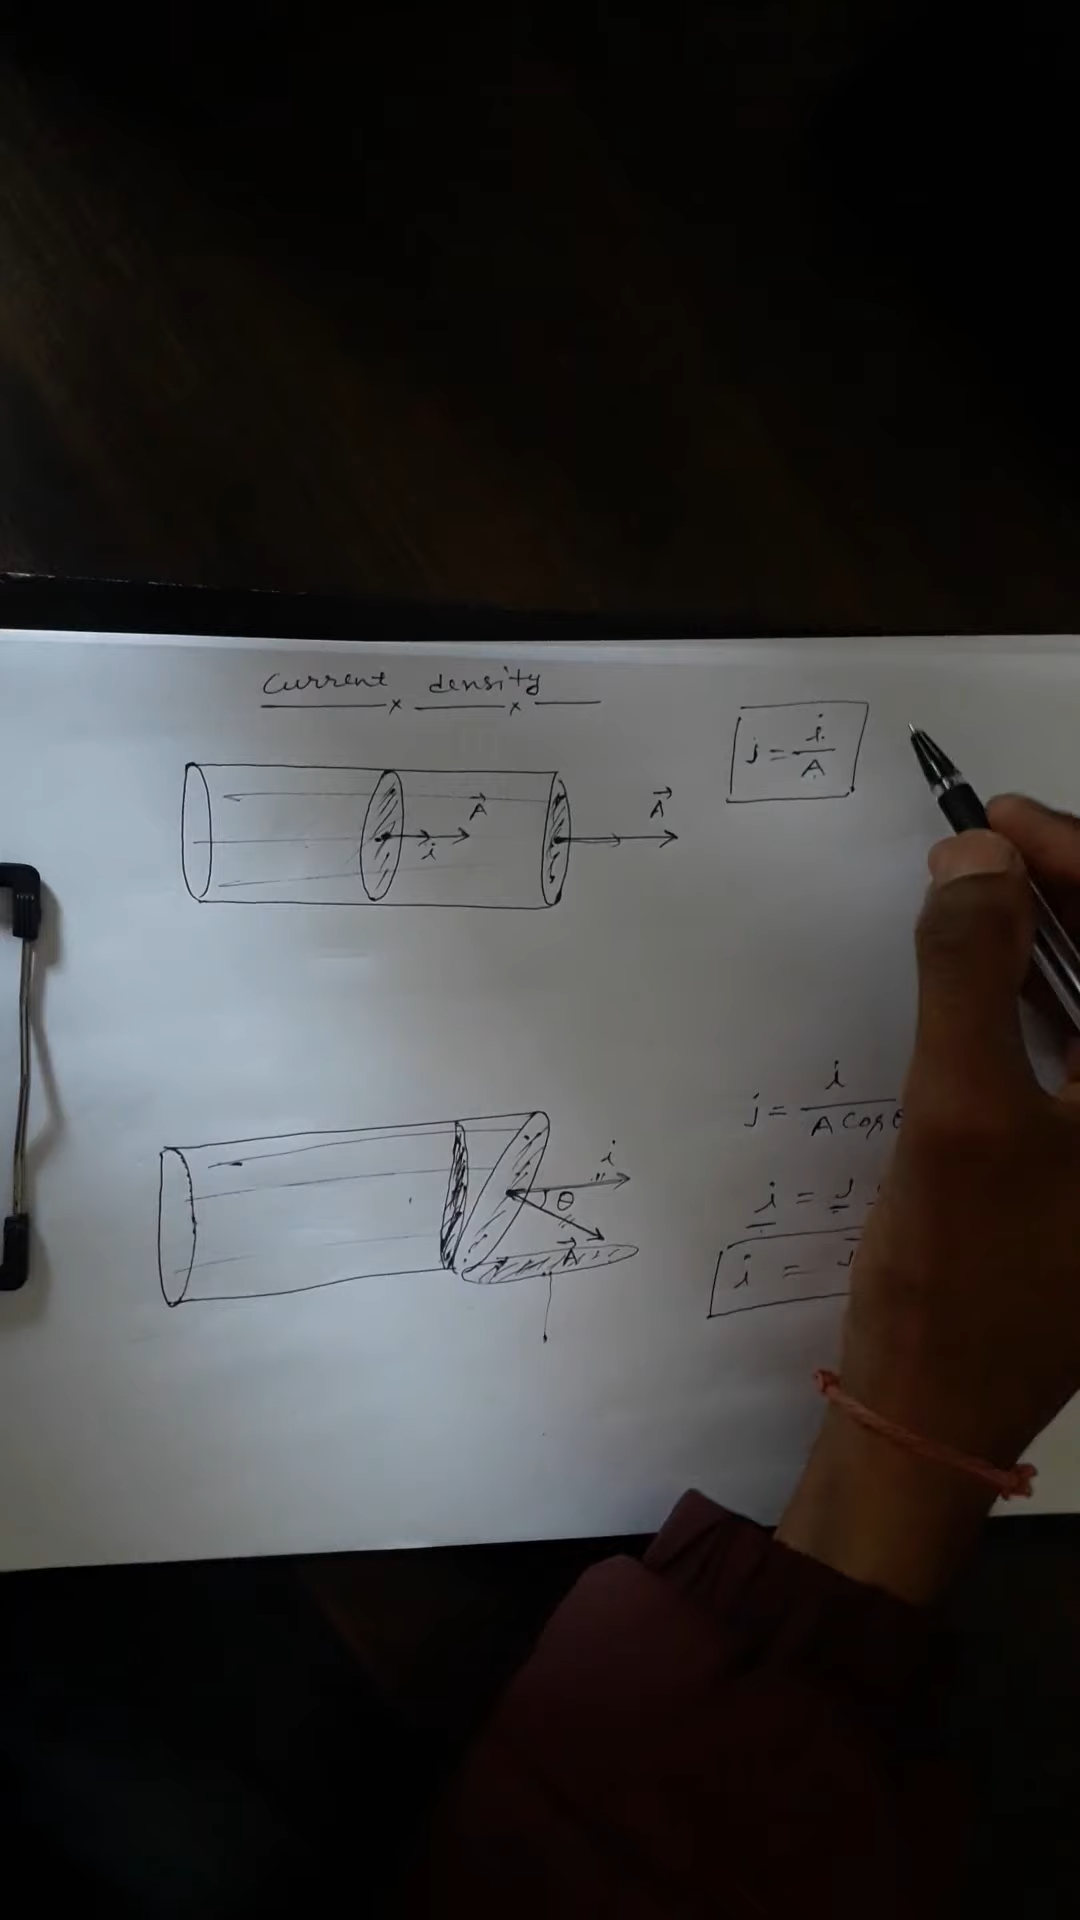 Current density
j = i/A
A⃗
A⃗
i
j = i/A Cos θ
i
θ
A⃗
i = J
i = J